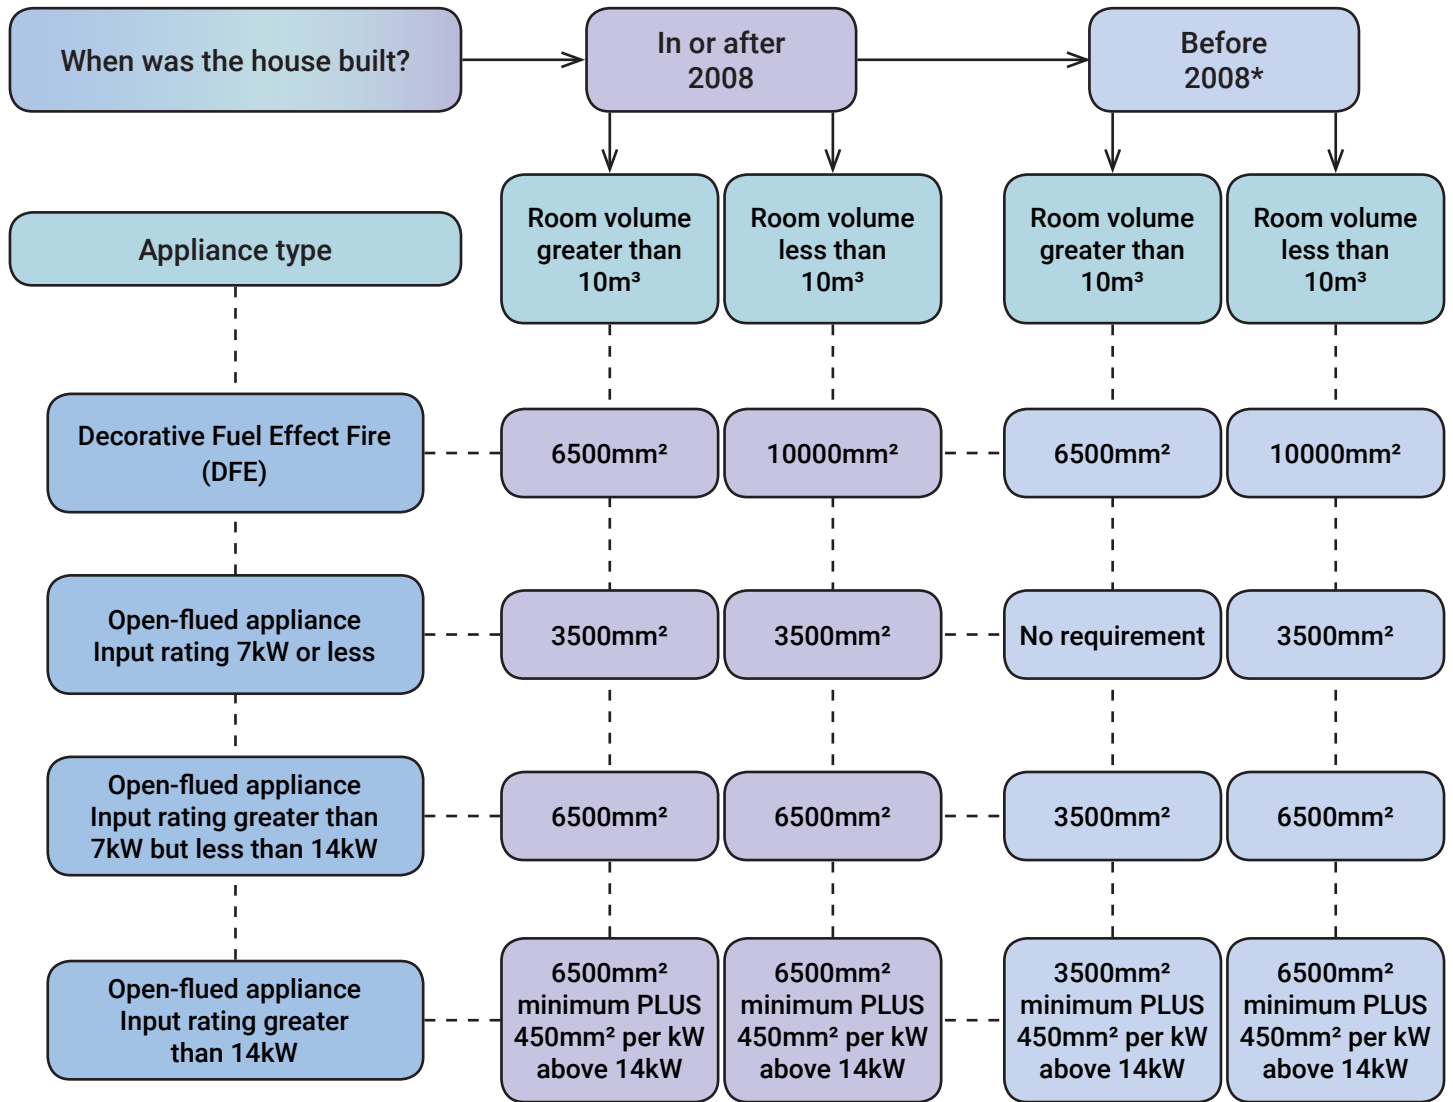 When was the house built?
In or after
2008
Before
2008*
Appliance type
Room volume
greater than
10m³
Room volume
less than
10m³
Room volume
greater than
10m³
Room volume
less than
10m³
Decorative Fuel Effect Fire
(DFE)
6500mm²
10000mm²
6500mm²
10000mm²
Open-flued appliance
Input rating 7kW or less
3500mm²
3500mm²
No requirement
3500mm²
Open-flued appliance
Input rating greater than
7kW but less than 14kW
6500mm²
6500mm²
3500mm²
6500mm²
Open-flued appliance
Input rating greater
than 14kW
6500mm²
minimum PLUS
450mm² per kW
above 14kW
6500mm²
minimum PLUS
450mm² per kW
above 14kW
3500mm²
minimum PLUS
450mm² per kW
above 14kW
6500mm²
minimum PLUS
450mm² per kW
above 14kW